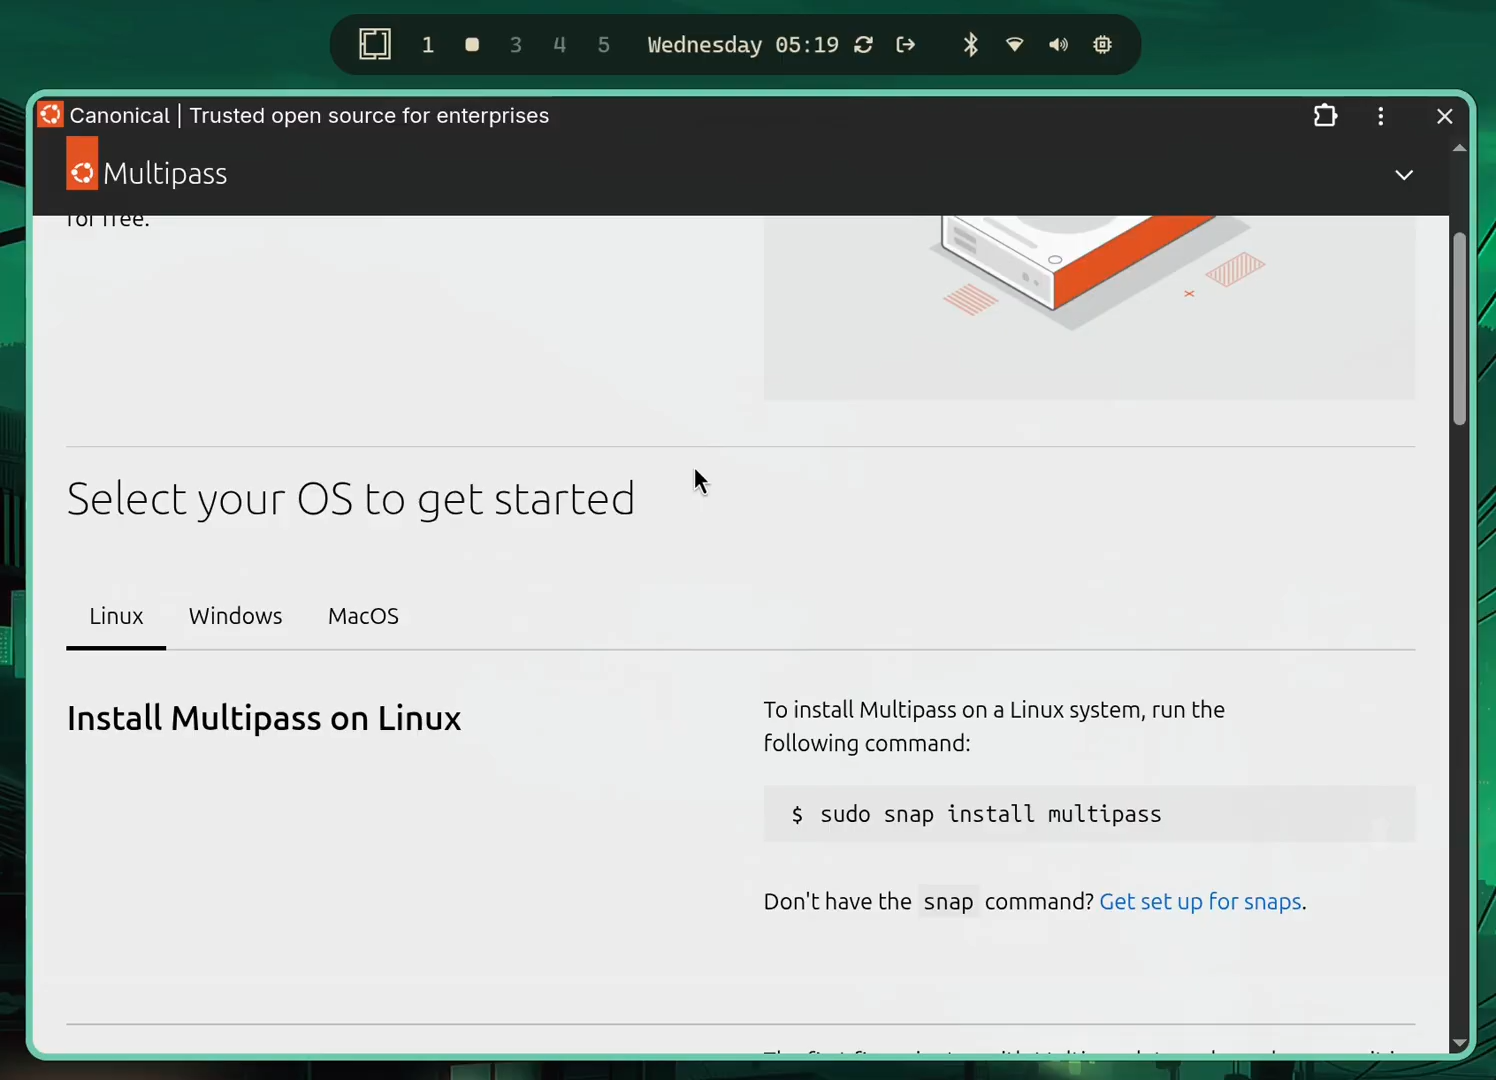 1 3 4 5 Wednesday 05:19
Canonical | Trusted open source for enterprises
Multipass
for free.
Select your OS to get started
Linux Windows MacOS
Install Multipass on Linux
To install Multipass on a Linux system, run the
following command:
$ sudo snap install multipass
Don't have the snap command? Get set up for snaps.